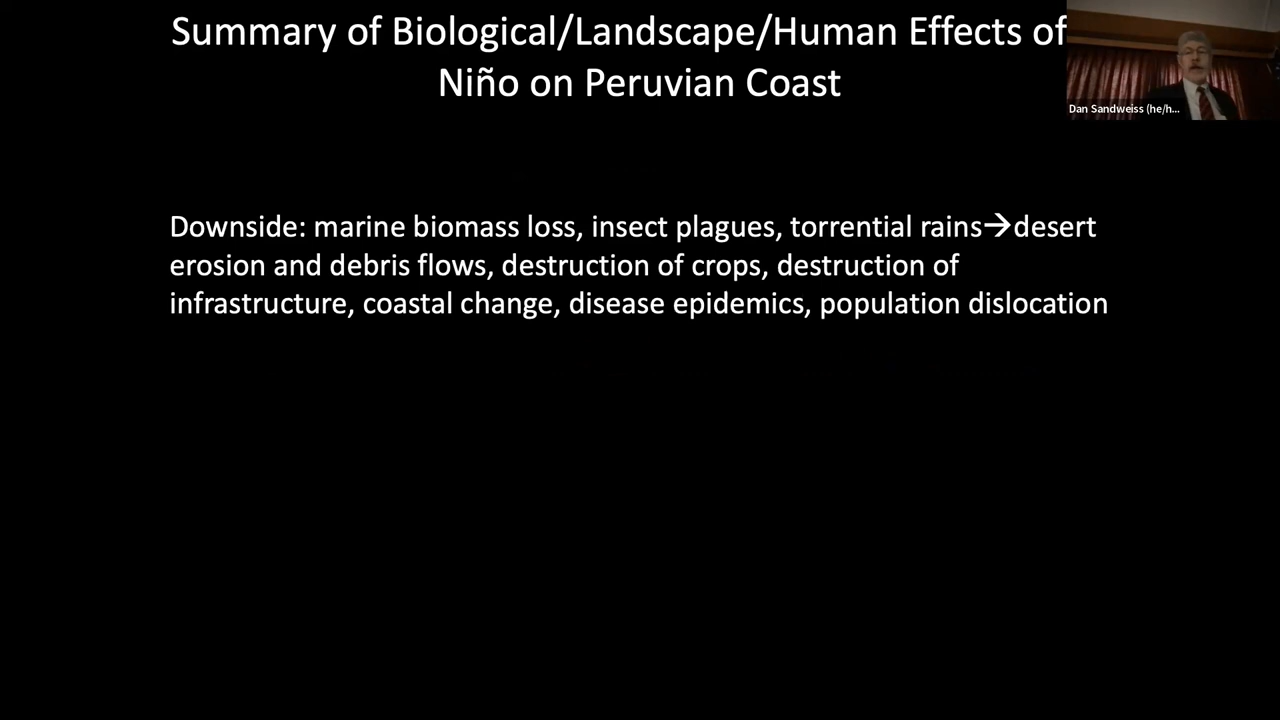 Summary of Biological/Landscape/Human Effects of
Niño on Peruvian Coast
Dan Sandweiss (he/h...
Downside: marine biomass loss, insect plagues, torrential rains→desert
erosion and debris flows, destruction of crops, destruction of
infrastructure, coastal change, disease epidemics, population dislocation